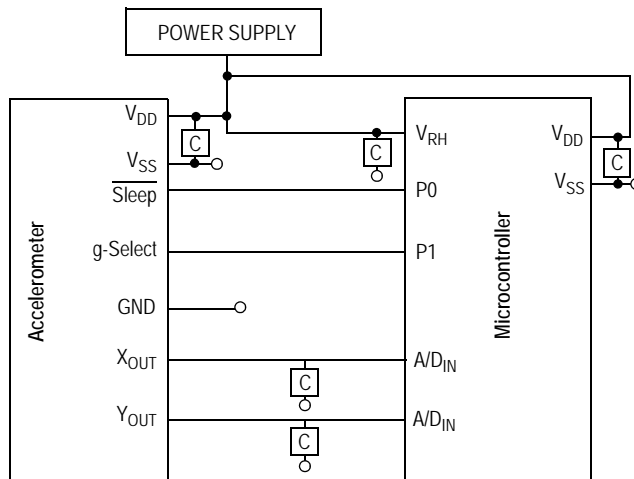 POWER SUPPLY
Accelerometer
V_DD
C
V_SS
Sleep
g-Select
GND
X_OUT
C
Y_OUT
C
Microcontroller
V_RH
C
P0
P1
A/D_IN
A/D_IN
V_DD
C
V_SS